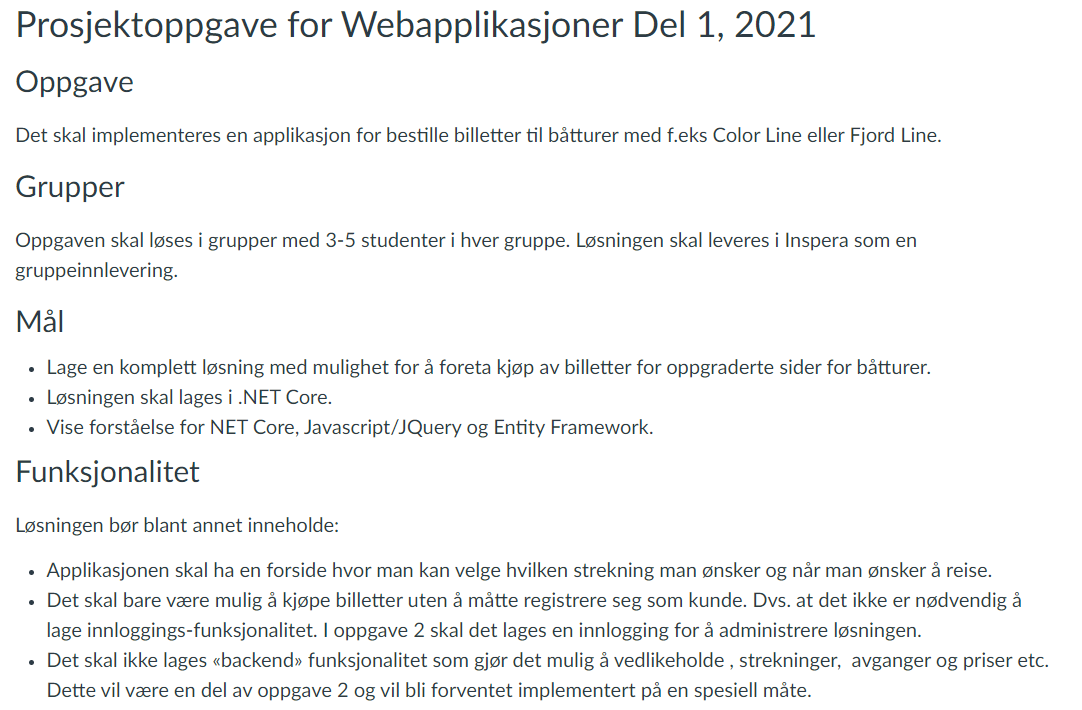 Prosjektoppgave for Webapplikasjoner Del 1, 2021
Oppgave
Det skal implementeres en applikasjon for bestille billetter til båtturer med f.eks Color Line eller Fjord Line.
Grupper
Oppgaven skal løses i grupper med 3-5 studenter i hver gruppe. Løsningen skal leveres i Inspera som en
gruppeinnlevering.
Mål
• Lage en komplett løsning med mulighet for å foreta kjøp av billetter for oppgraderte sider for båtturer.
• Løsningen skal lages i .NET Core.
• Vise forståelse for NET Core, Javascript/JQuery og Entity Framework.
Funksjonalitet
Løsningen bør blant annet inneholde:
• Applikasjonen skal ha en forside hvor man kan velge hvilken strekning man ønsker og når man ønsker å reise.
• Det skal bare være mulig å kjøpe billetter uten å måtte registrere seg som kunde. Dvs. at det ikke er nødvendig å
lage innloggings-funksjonalitet. I oppgave 2 skal det lages en innlogging for å administrere løsningen.
• Det skal ikke lages «backend» funksjonalitet som gjør det mulig å vedlikeholde , strekninger, avganger og priser etc.
Dette vil være en del av oppgave 2 og vil bli forventet implementert på en spesiell måte.